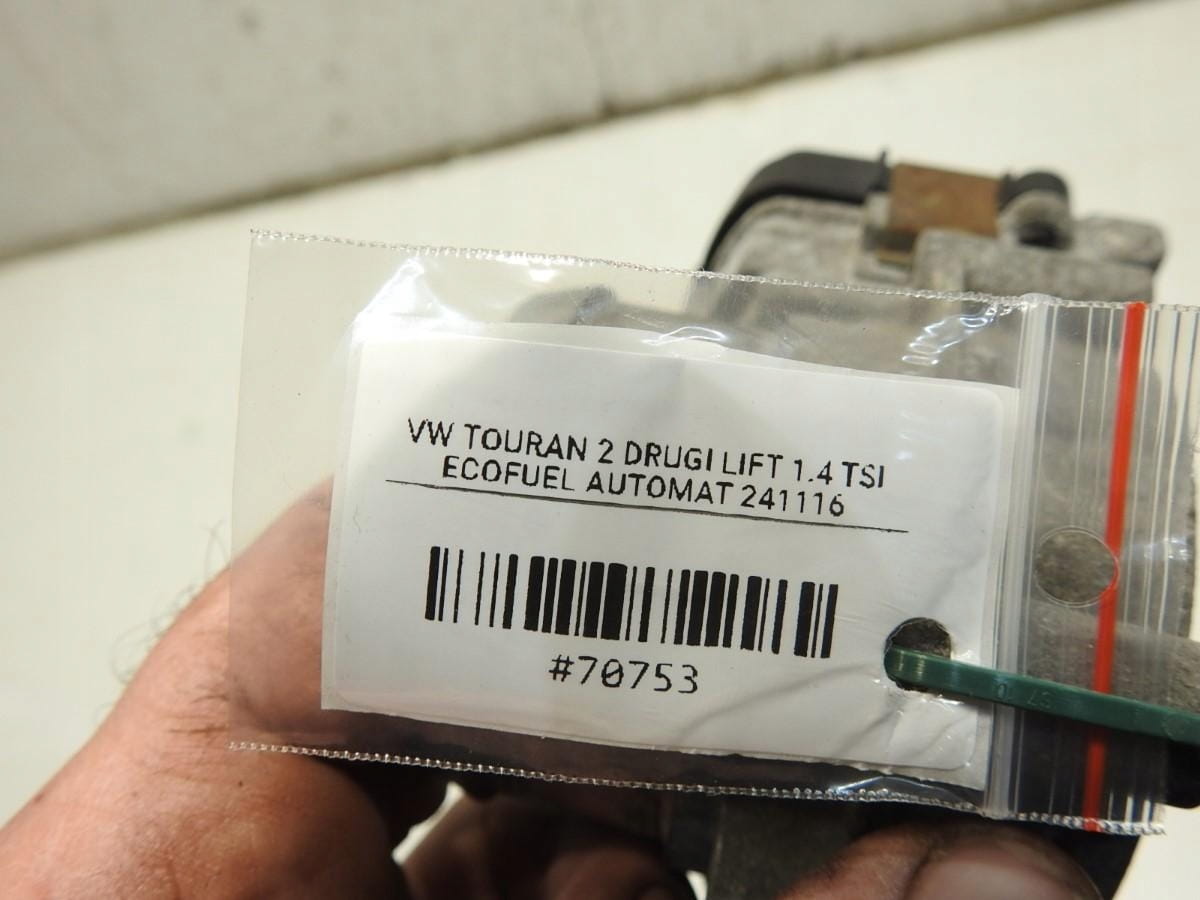 VW TOURAN 2 DRUGI LIFT 1.4 TSI
ECOFUEL AUTOMAT 241116
#70753